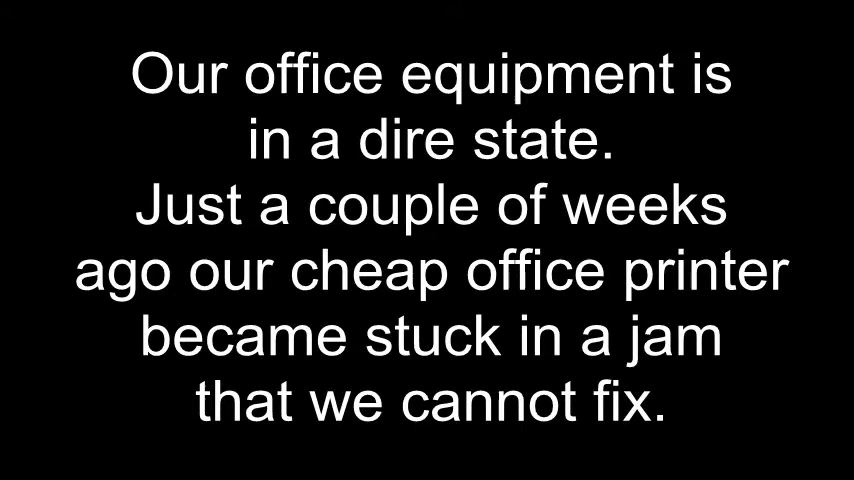 Our office equipment is
in a dire state.
Just a couple of weeks
ago our cheap office printer
became stuck in a jam
that we cannot fix.